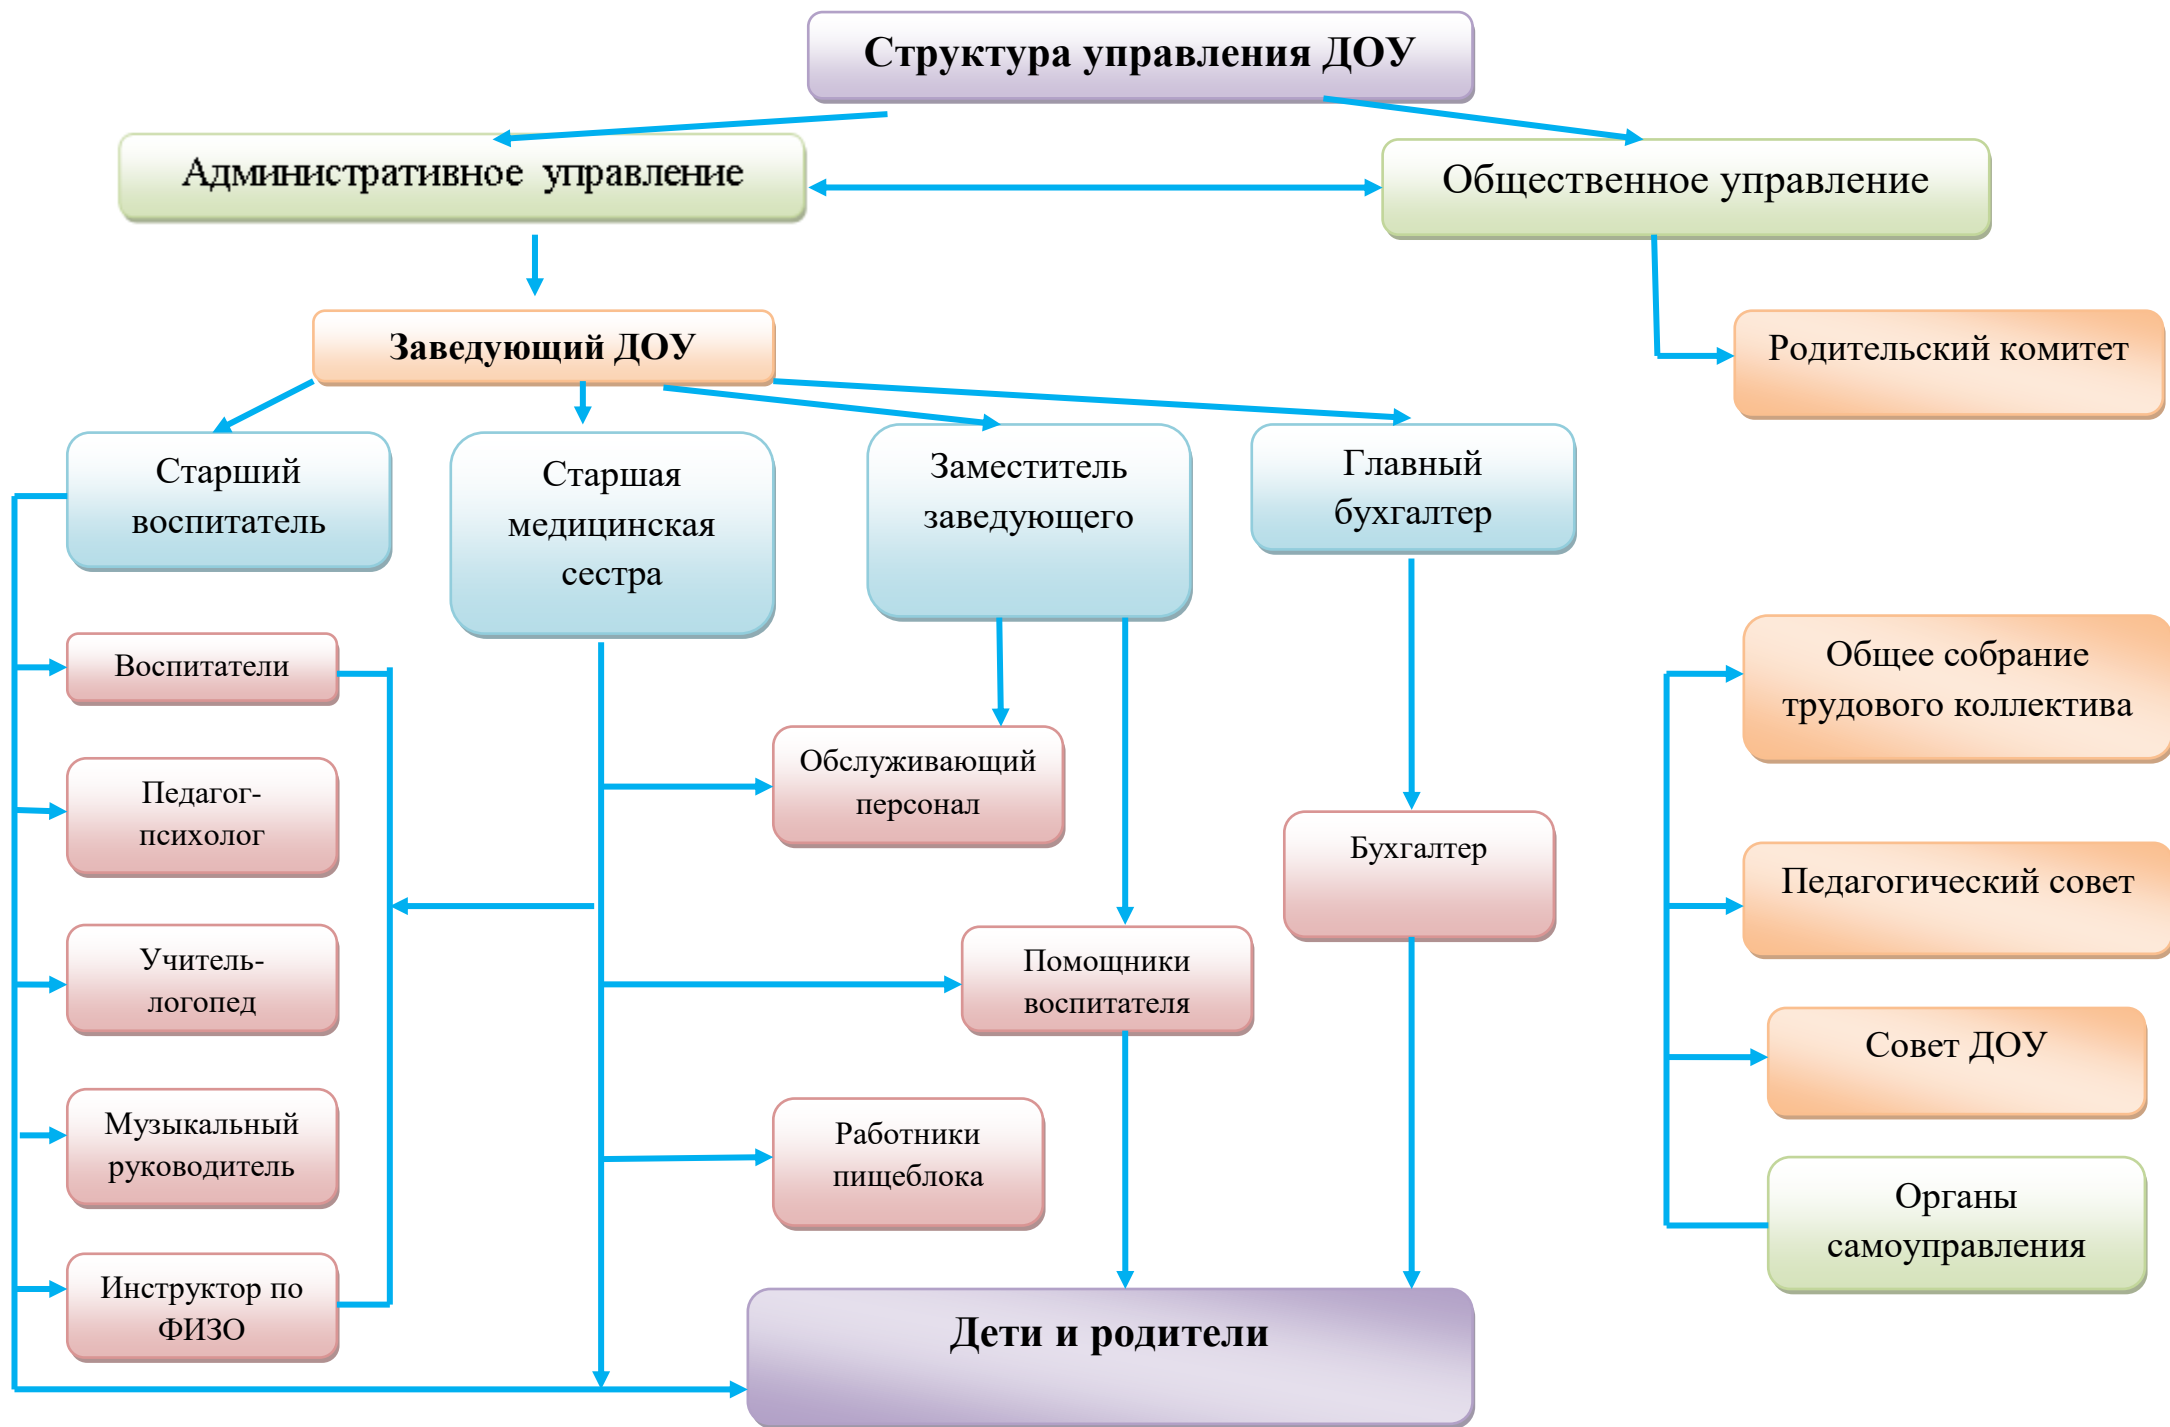 Структура управления ДОУ
Административное управление
Общественное управление
Заведующий ДОУ
Родительский комитет
Старший
воспитатель
Старшая
медицинская
сестра
Заместитель
заведующего
Главный
бухгалтер
Воспитатели
Педагог-
психолог
Учитель-
логопед
Музыкальный
руководитель
Инструктор по
ФИЗО
Обслуживающий
персонал
Помощники
воспитателя
Работники
пищеблока
Бухгалтер
Общее собрание
трудового коллектива
Педагогический совет
Совет ДОУ
Органы
самоуправления
Дети и родители